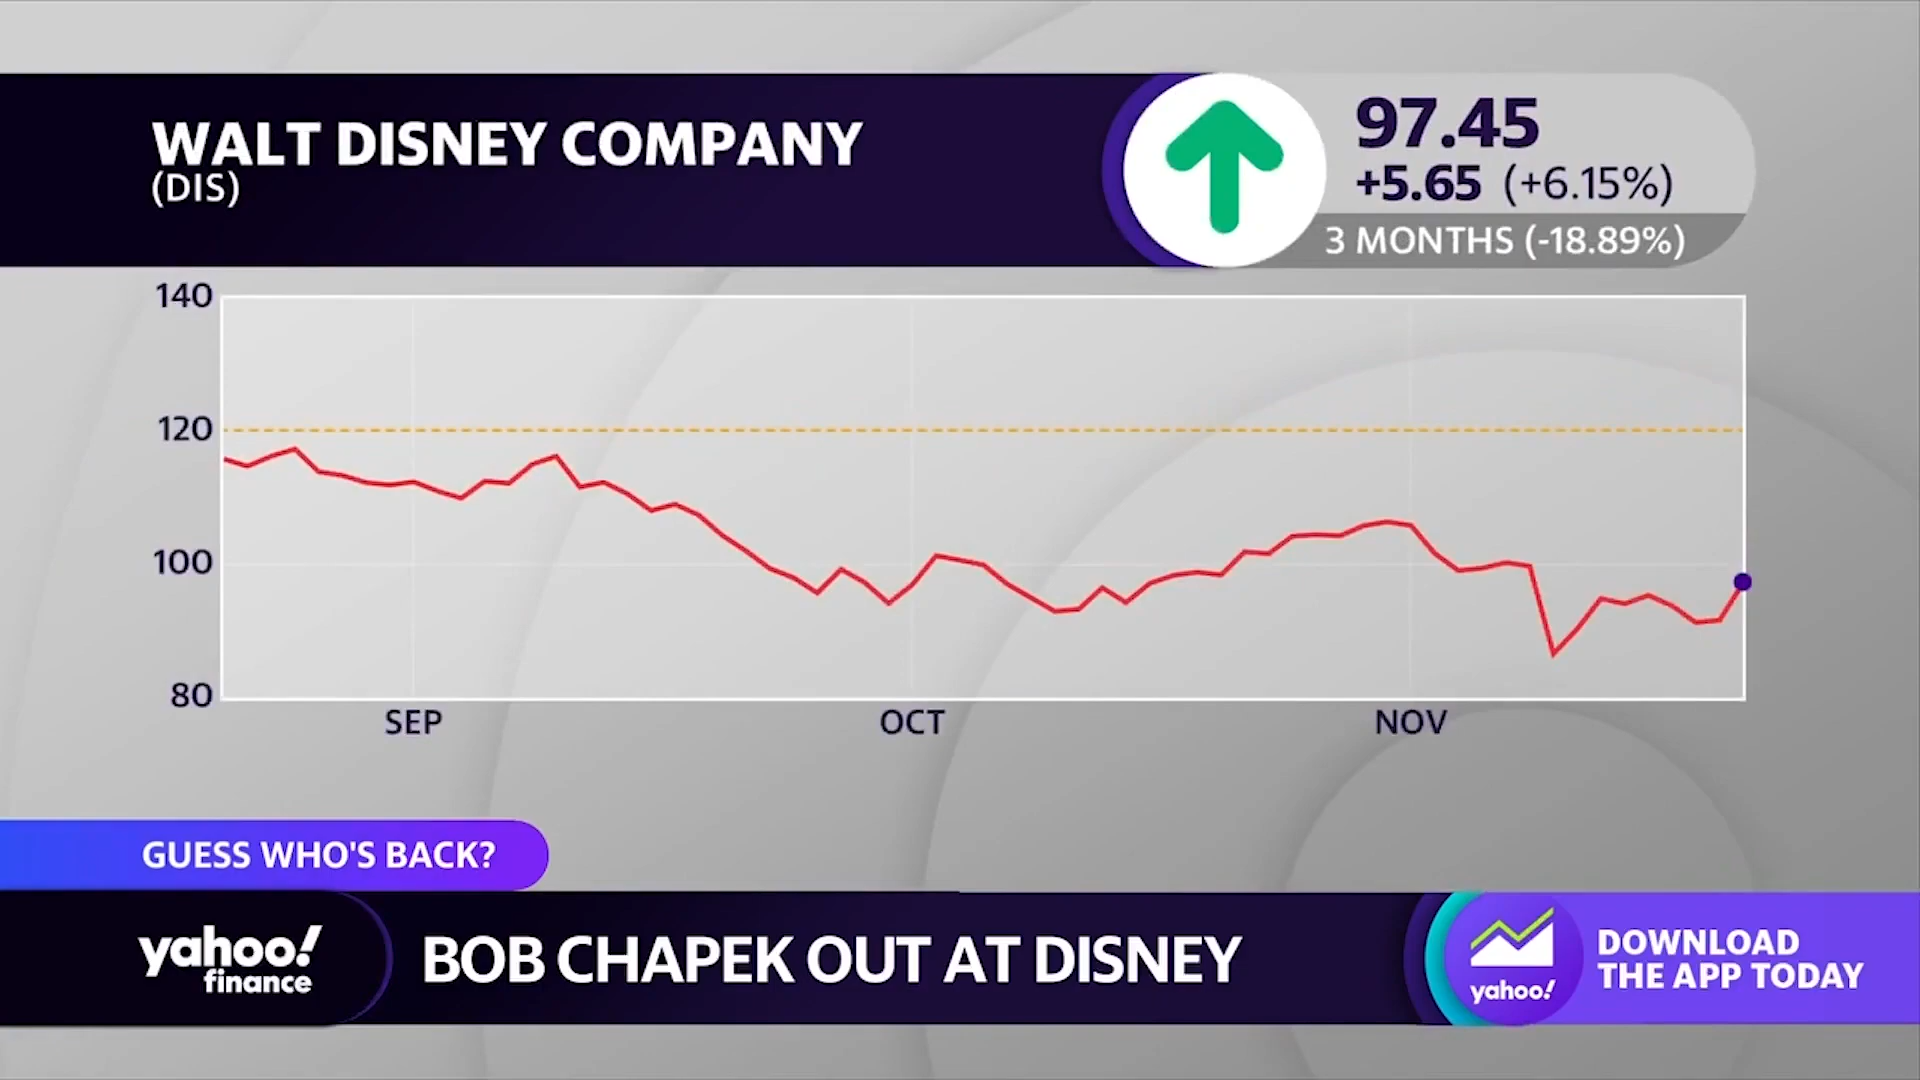 WALT DISNEY COMPANY
(DIS)
97.45
+5.65 (+6.15%)
3 MONTHS (-18.89%)
140
120
100
80
SEP OCT NOV
GUESS WHO'S BACK?
yahoo!
finance
BOB CHAPEK OUT AT DISNEY
yahoo!
DOWNLOAD
THE APP TODAY